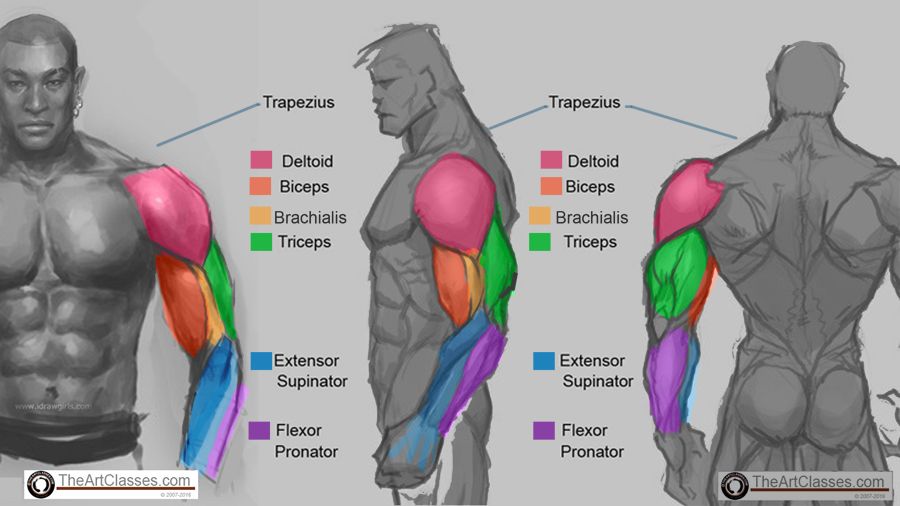 Trapezius
Deltoid
Biceps
Brachialis
Triceps
Extensor
Supinator
Flexor
Pronator
www.idrawgirls.com
TheArtClasses.com
© 2007-2016
Trapezius
Deltoid
Biceps
Brachialis
Triceps
Extensor
Supinator
Flexor
Pronator
TheArtClasses.com
© 2007-2016